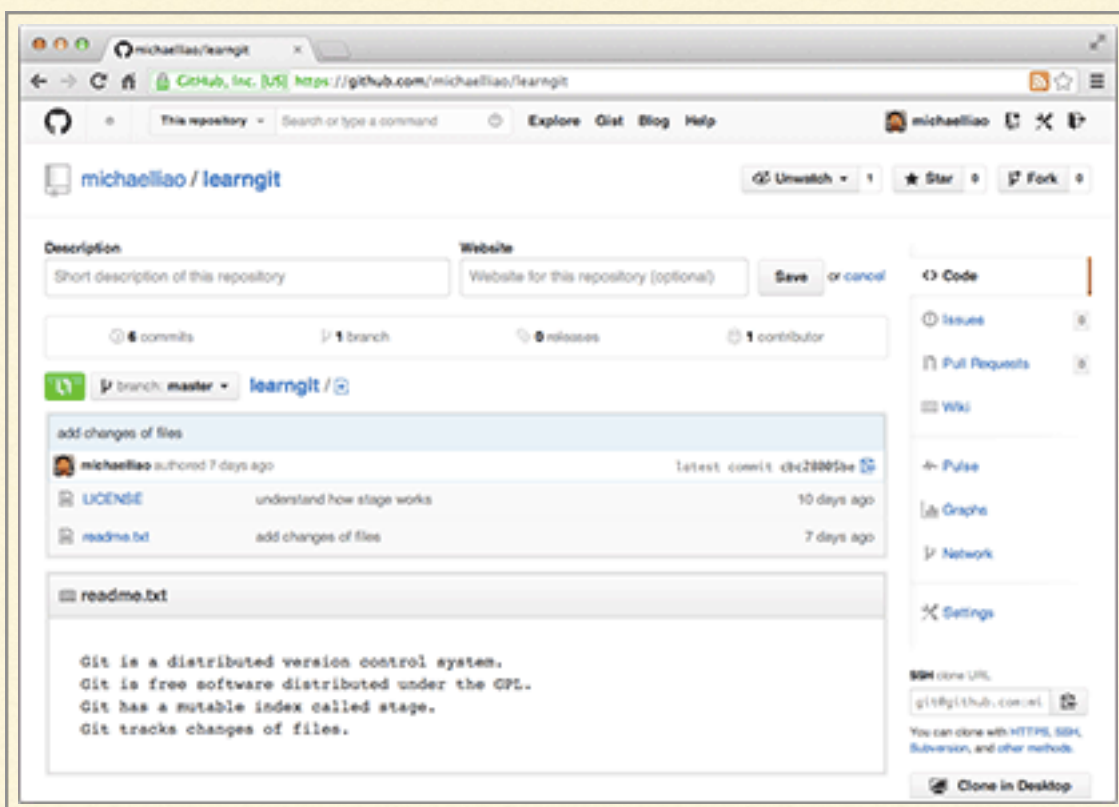 michaelliao/learngit
GitHub, Inc. [US] https://github.com/michaelliao/learngit
This repository Search or type a command Explore Gist Blog Help michaelliao
michaelliao / learngit Unwatch 1 Star 0 Fork 0
Description Website
Short description of this repository Website for this repository (optional) Save or cancel
6 commits 1 branch 0 releases 1 contributor
branch: master learngit /
add changes of files
michaelliao authored 7 days ago latest commit
LICENSE understand how stage works 10 days ago
readme.txt add changes of files 7 days ago
readme.txt
Git is a distributed version control system.
Git is free software distributed under the GPL.
Git has a mutable index called stage.
Git tracks changes of files.
Code
Issues 0
Pull Requests 0
Wiki
Pulse
Graphs
Network
Settings
SSH clone URL
git@github.com:mi
You can clone with HTTPS, SSH,
Subversion, and other methods.
Clone in Desktop